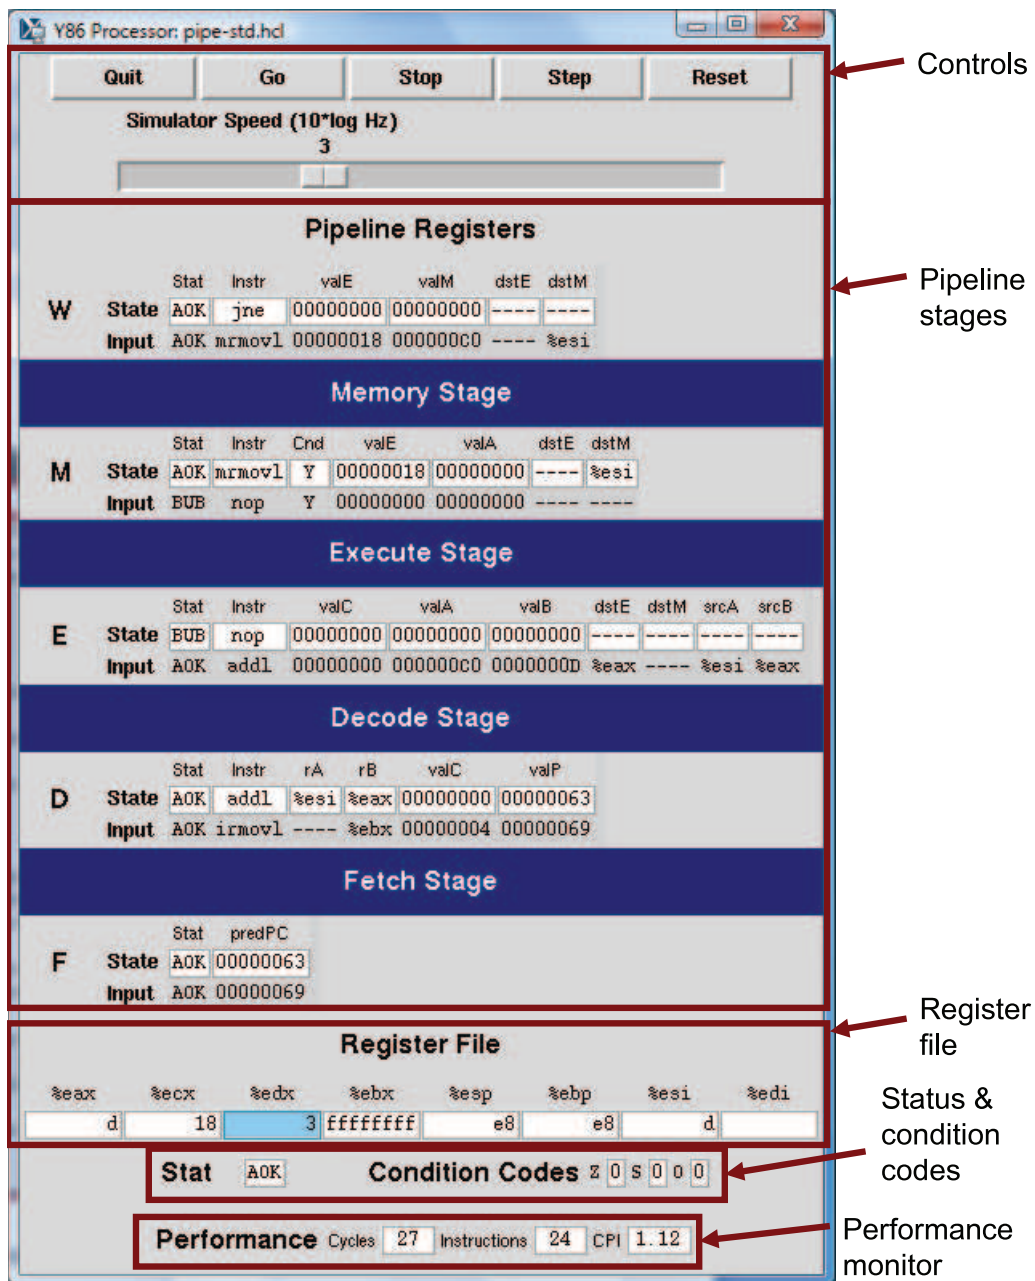 Y86 Processor: pipe-std.hcl
Quit Go Stop Step Reset
Controls
Simulator Speed (10*log Hz)
3
Pipeline Registers
Stat Instr valE valM dstE dstM
Pipeline
stages
W State AOK jne 00000000 00000000 ---- ----
Input AOK mrmovl 00000018 000000C0 ---- %esi
Memory Stage
Stat Instr Cnd valE valA dstE dstM
M State AOK mrmovl Y 00000018 00000000 ---- %esi
Input BUB nop Y 00000000 00000000 ---- ----
Execute Stage
Stat Instr valC valA valB dstE dstM srcA srcB
E State BUB nop 00000000 00000000 00000000 ---- ---- ---- ----
Input AOK addl 00000000 000000C0 0000000D %eax ---- %esi %eax
Decode Stage
Stat Instr rA rB valC valP
D State AOK addl %esi %eax 00000000 00000063
Input AOK irmovl ---- %ebx 00000004 00000069
Fetch Stage
Stat predPC
F State AOK 00000063
Input AOK 00000069
Register
file
Register File
%eax %ecx %edx %ebx %esp %ebp %esi %edi
d 18 3 ffffffff e8 e8 d
Status &
condition
codes
Stat AOK Condition Codes Z 0 S 0 O 0
Performance Cycles 27 Instructions 24 CPI 1.12
Performance
monitor